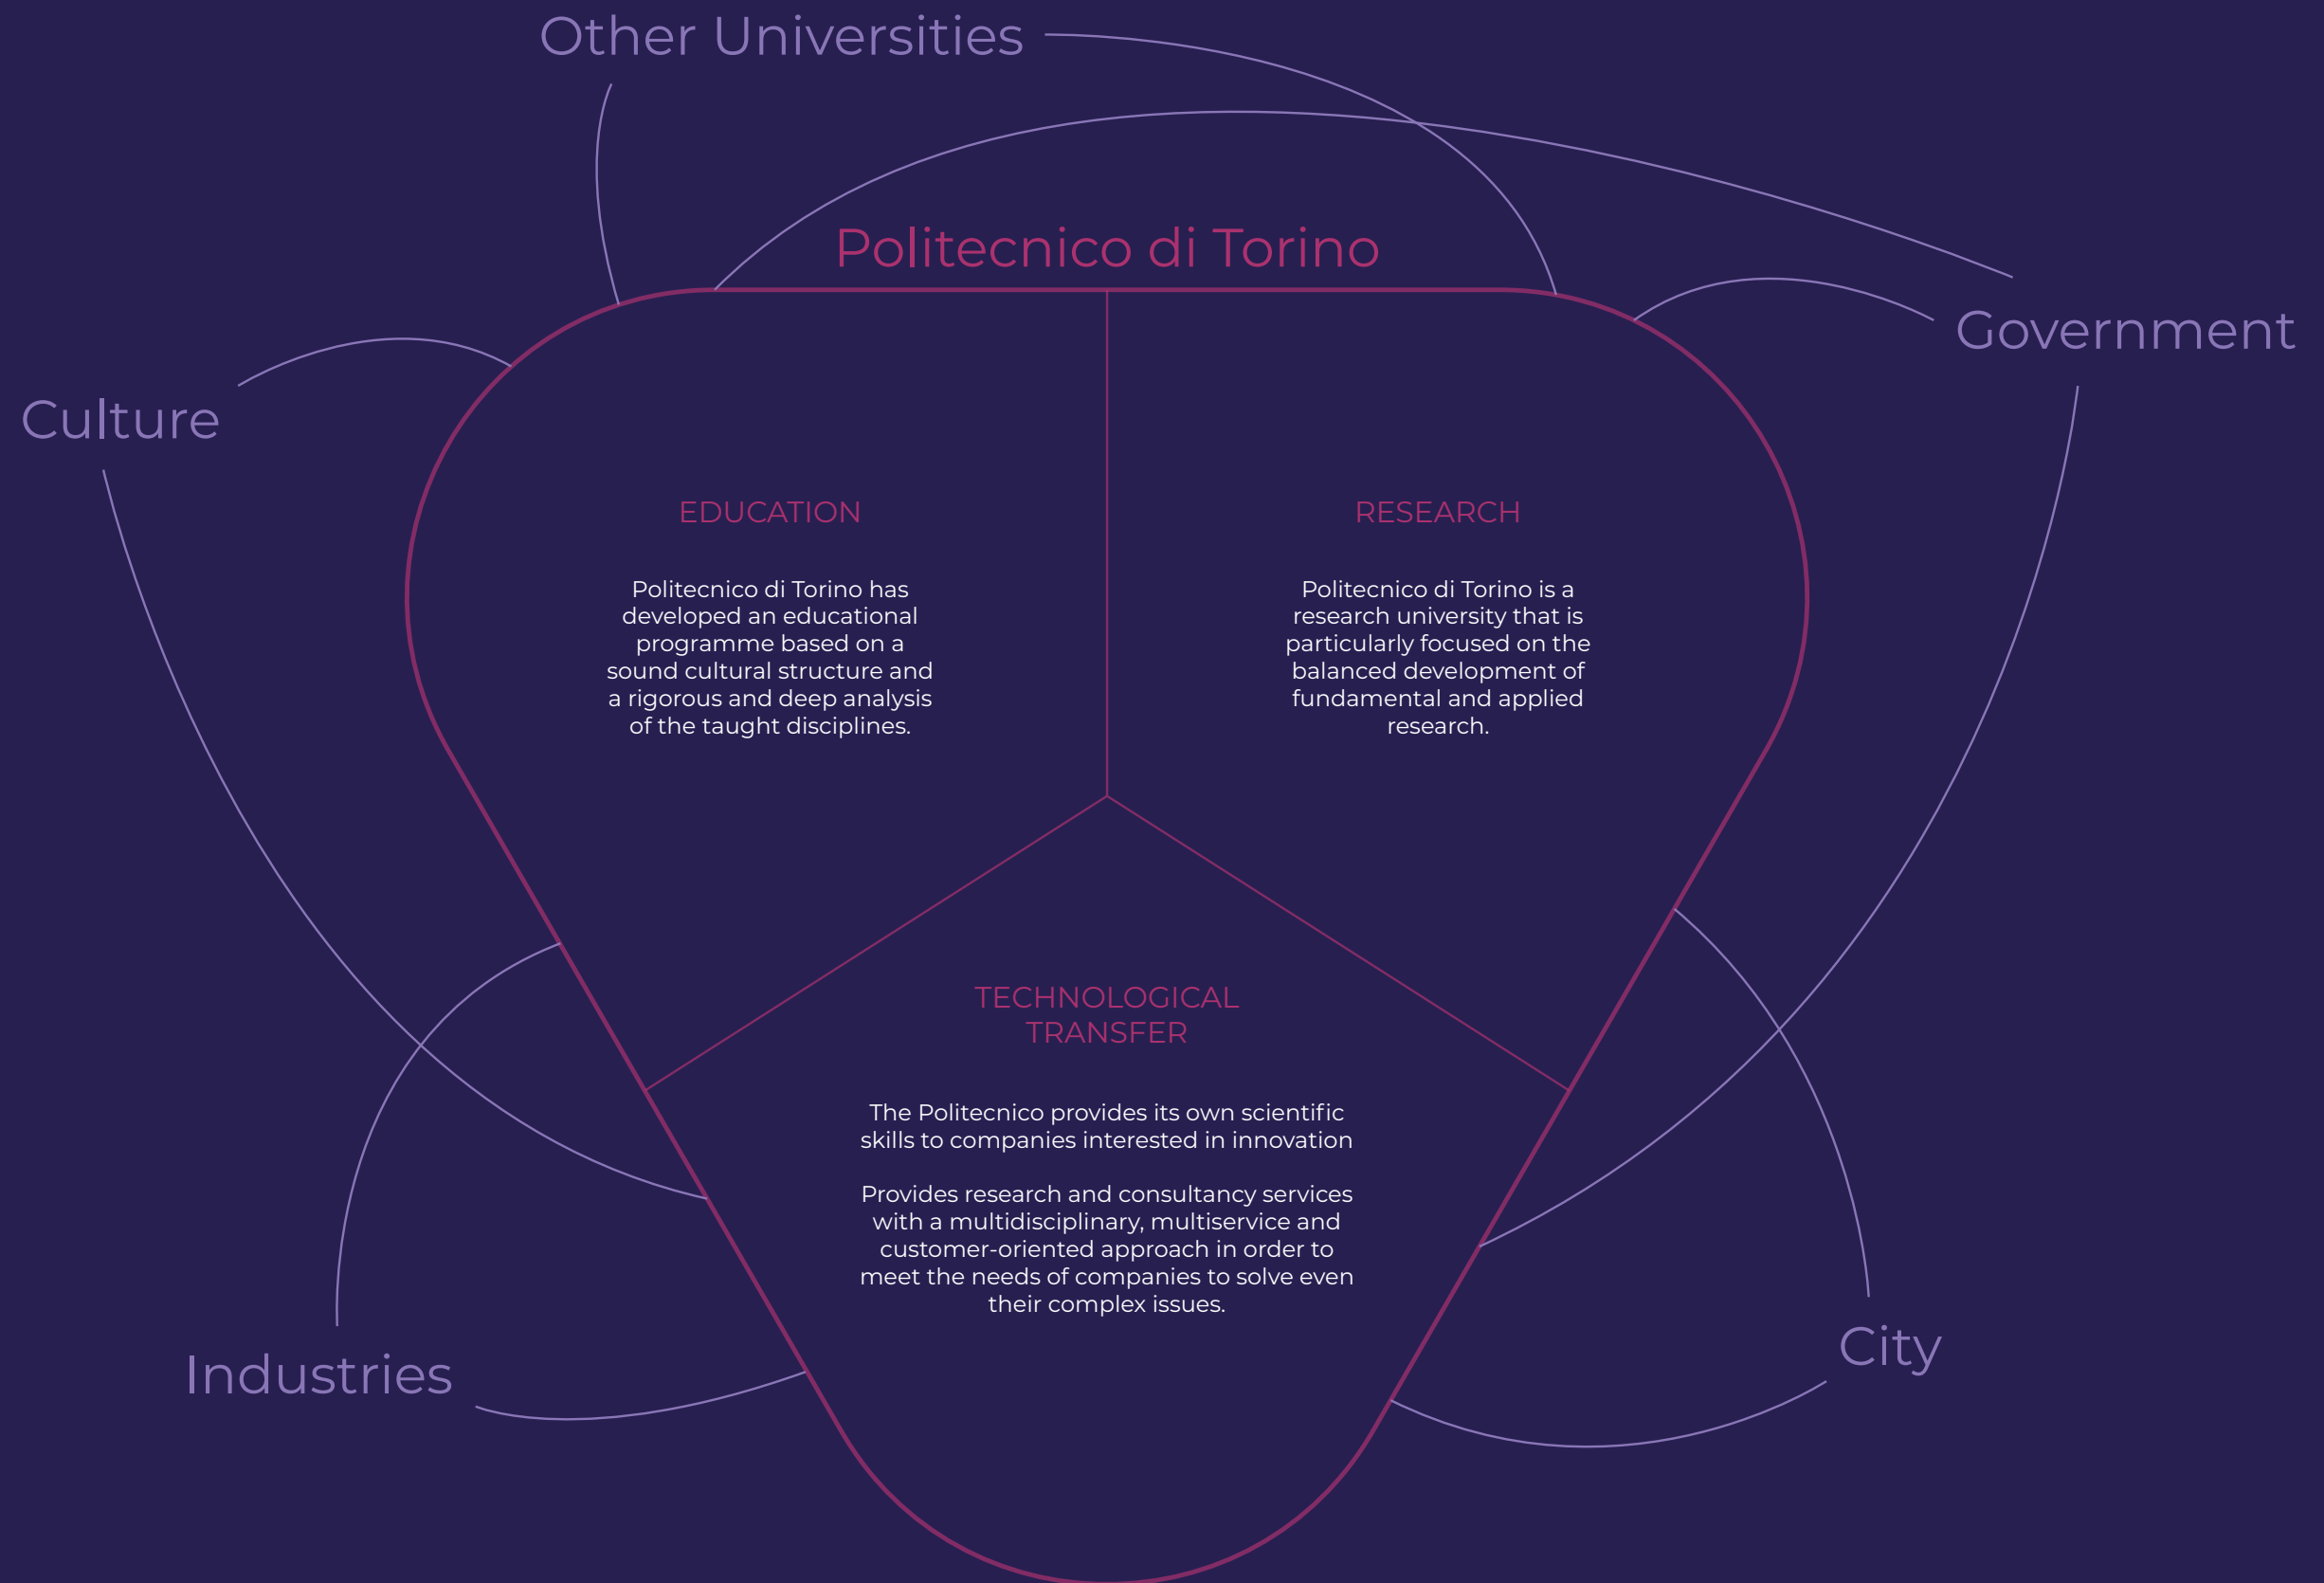 Other Universities
Politecnico di Torino
Government
Culture
EDUCATION
Politecnico di Torino has
developed an educational
programme based on a
sound cultural structure and
a rigorous and deep analysis
of the taught disciplines.
RESEARCH
Politecnico di Torino is a
research university that is
particularly focused on the
balanced development of
fundamental and applied
research.
TECHNOLOGICAL
TRANSFER
The Politecnico provides its own scientific
skills to companies interested in innovation
Provides research and consultancy services
with a multidisciplinary, multiservice and
customer-oriented approach in order to
meet the needs of companies to solve even
their complex issues.
Industries
City